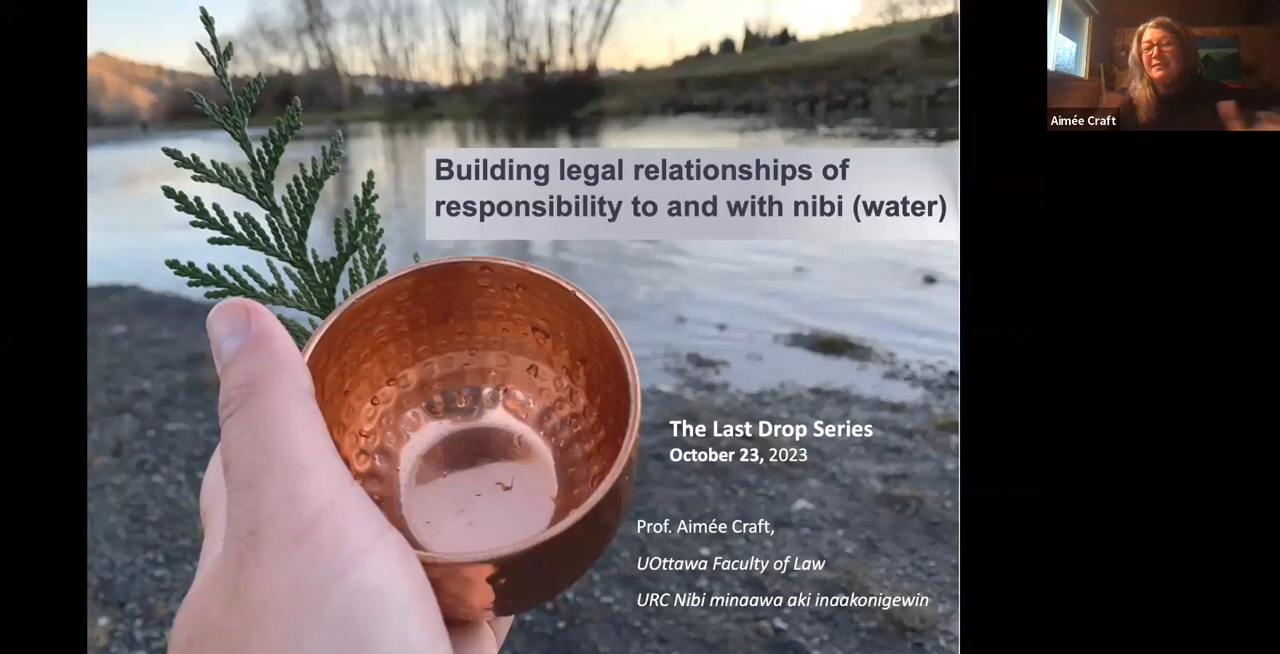 Building legal relationships of
responsibility to and with nibi (water)
The Last Drop Series
October 23, 2023
Prof. Aimée Craft,
UOttawa Faculty of Law
URC Nibi minaawa aki inaakonigewin
Aimée Craft